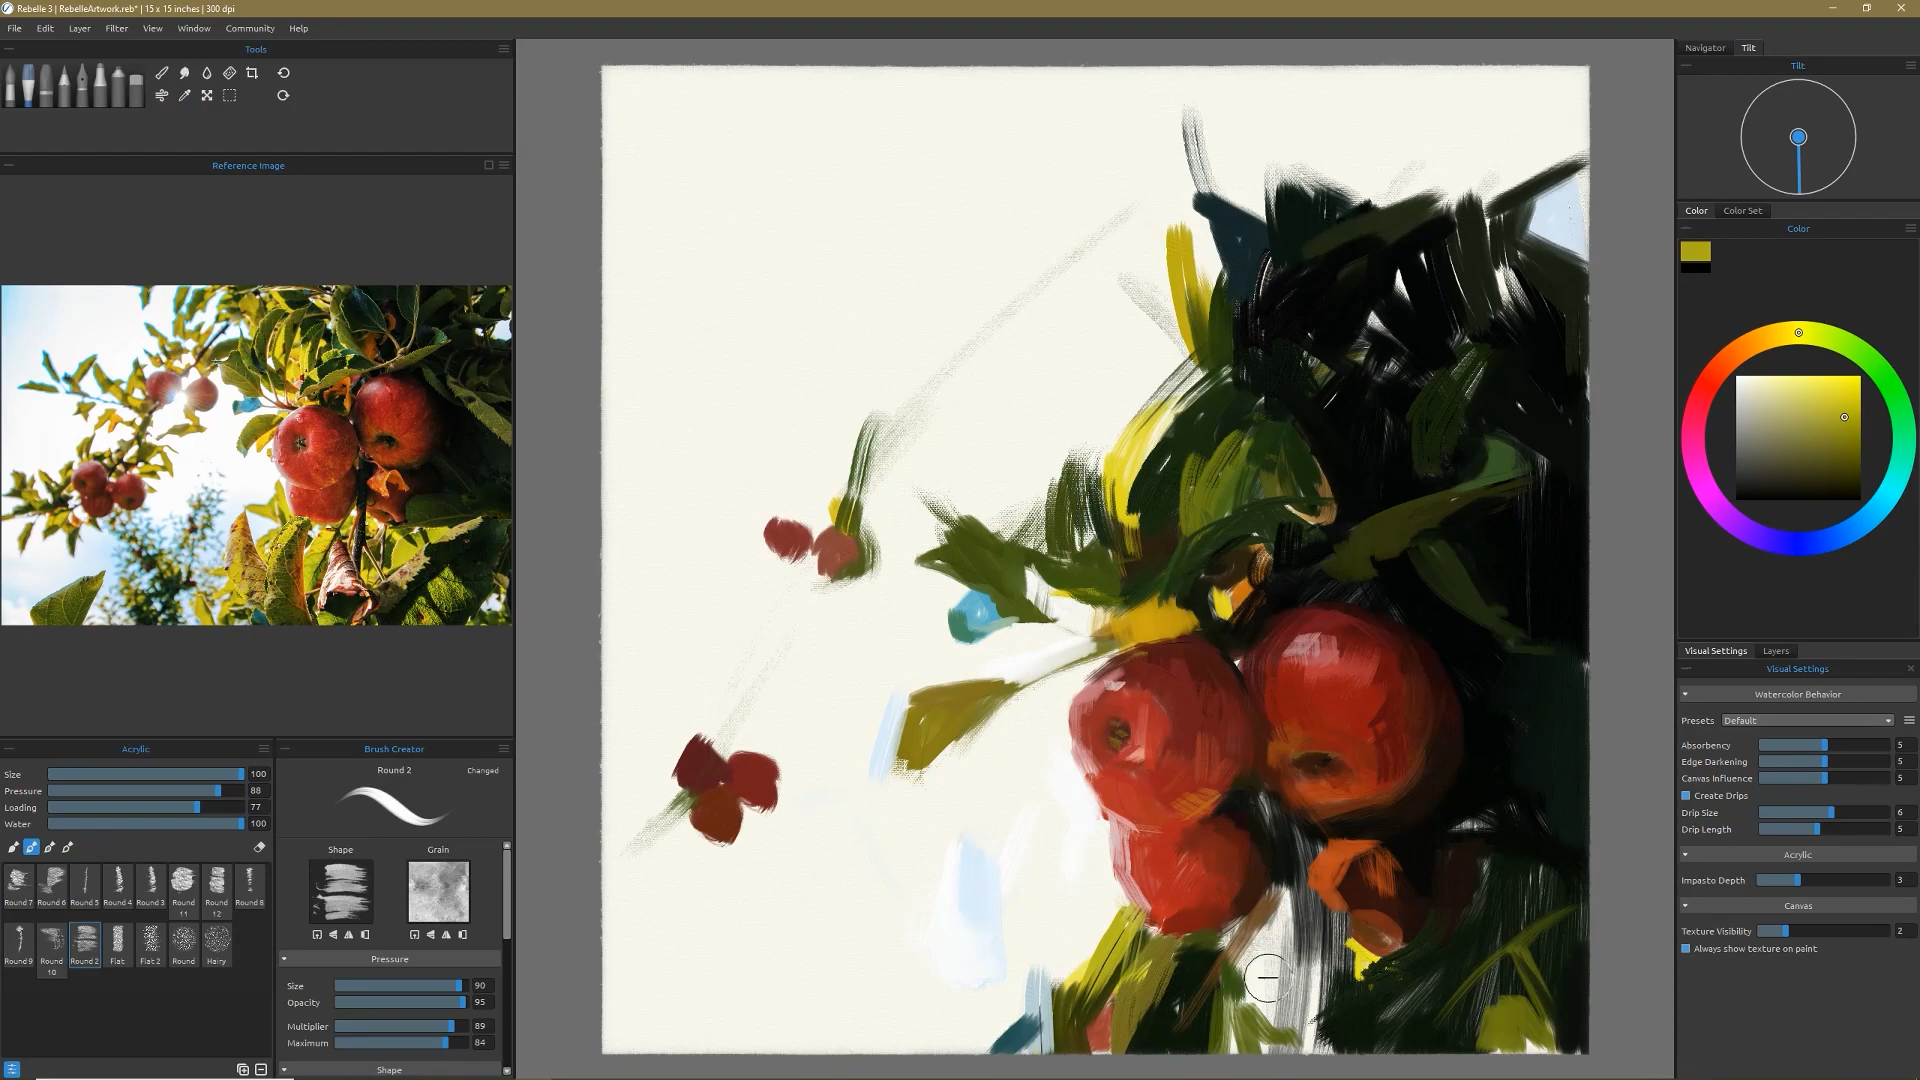 Rebelle 3 | RebelleArtwork.reb* | 15 x 15 inches | 300 dpi
File Edit Layer Filter View Window Community Help
Tools
Reference Image
Acrylic
Size 100
Pressure 88
Loading 77
Water 100
Round 7 Round 6 Round 5 Round 4 Round 3 Round 11 Round 12 Round 8
Round 9 Round 10 Round 2 Flat Flat 2 Round Hairy
Brush Creator
Round 2 Changed
Shape Grain
Pressure
Size 90
Opacity 95
Multiplier 89
Maximum 84
Shape
Navigator Tilt
Tilt
Color Color Set
Color
Visual Settings Layers
Visual Settings
Watercolor Behavior
Presets Default
Absorbency 5
Edge Darkening 5
Canvas Influence 5
Create Drips
Drip Size 6
Drip Length 5
Acrylic
Impasto Depth 3
Canvas
Texture Visibility 2
Always show texture on paint